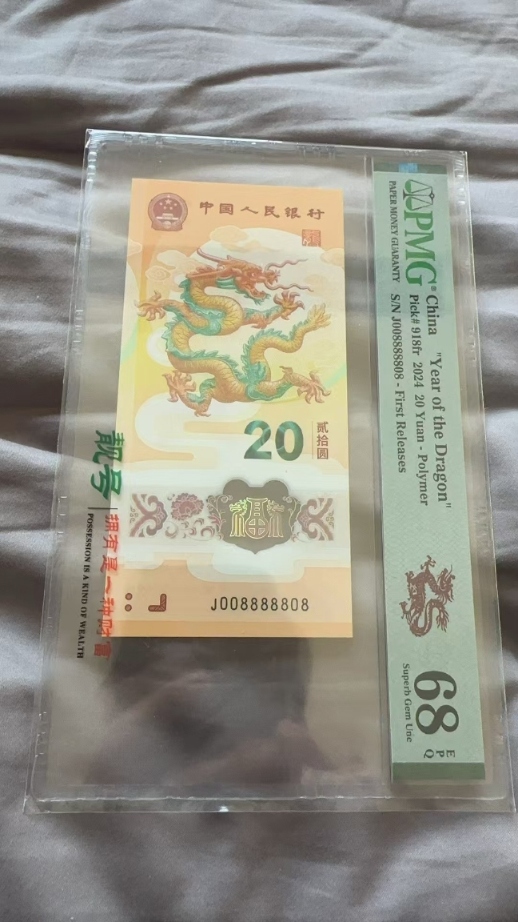 中国人民银行
20
贰拾圆
福
J008888808
靓号
拥有是一种财富
POSSESSION IS A KIND OF WEALTH
PMG®
PAPER MONEY GUARANTY
China "Year of the Dragon"
Pick# 918fr 2024 20 Yuan - Polymer
S/N J008888808 - First Releases
68 EPQ
Superb Gem Unc